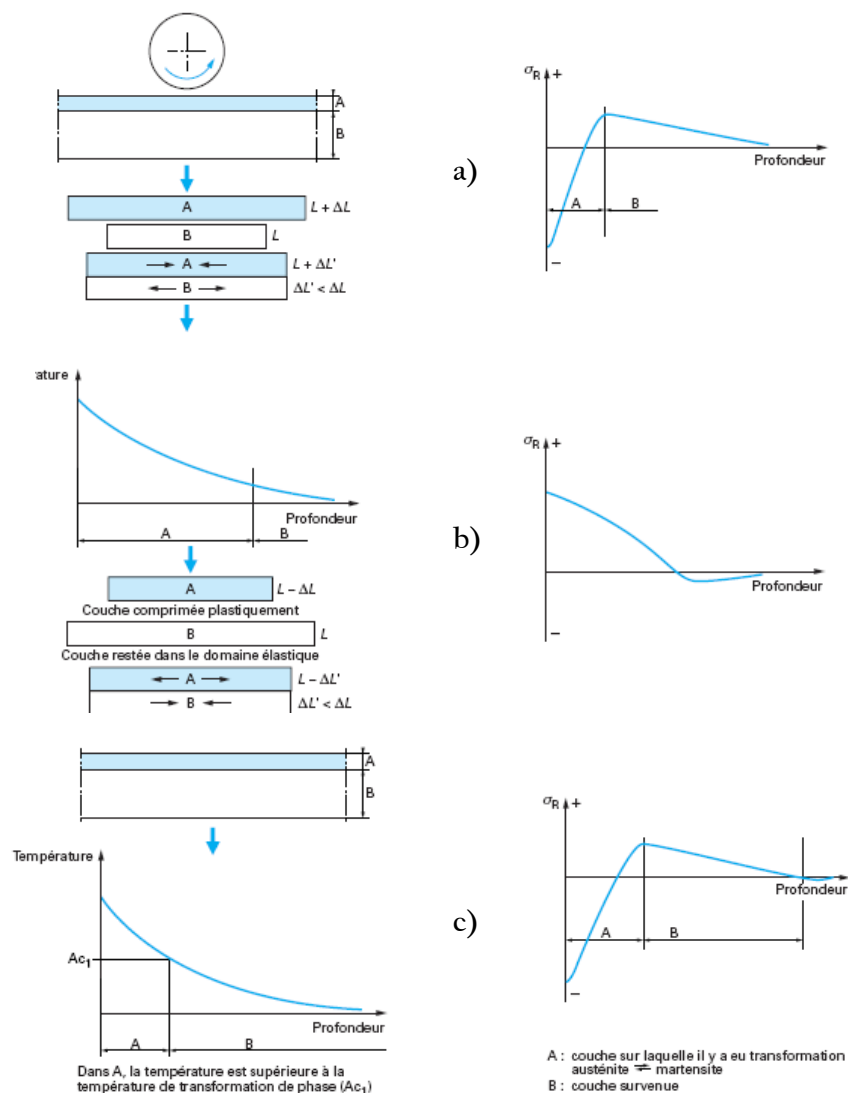 A
B
A
L + ΔL
B
L
A
L + ΔL'
B
ΔL' < ΔL
a)
σR +
Profondeur
A
B
–
rature
Profondeur
A
B
A
L – ΔL
Couche comprimée plastiquement
B
L
Couche restée dans le domaine élastique
A
L – ΔL'
B
ΔL' < ΔL
b)
σR +
Profondeur
–
A
B
Température
Ac1
Profondeur
A
B
Dans A, la température est supérieure à la
température de transformation de phase (Ac1)
c)
σR +
Profondeur
A
B
–
A : couche sur laquelle il y a eu transformation
austénite ⇌ martensite
B : couche survenue